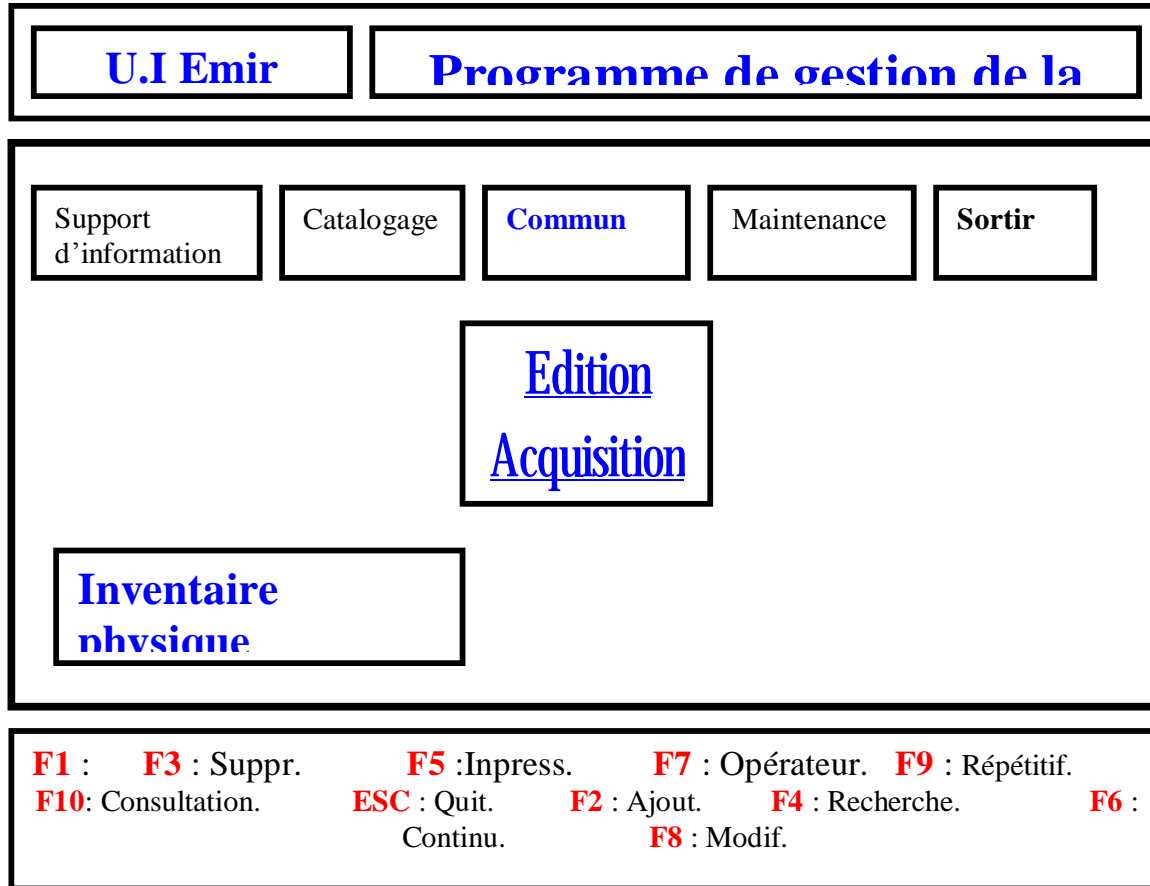 U.I Emir
Programme de gestion de la
Support
d’information
Catalogage
Commun
Maintenance
Sortir
Edition
Acquisition
Inventaire
physique
F1 : F3 : Suppr. F5 :Inpress. F7 : Opérateur. F9 : Répétitif.
F10: Consultation. ESC : Quit. F2 : Ajout. F4 : Recherche. F6 :
Continu. F8 : Modif.